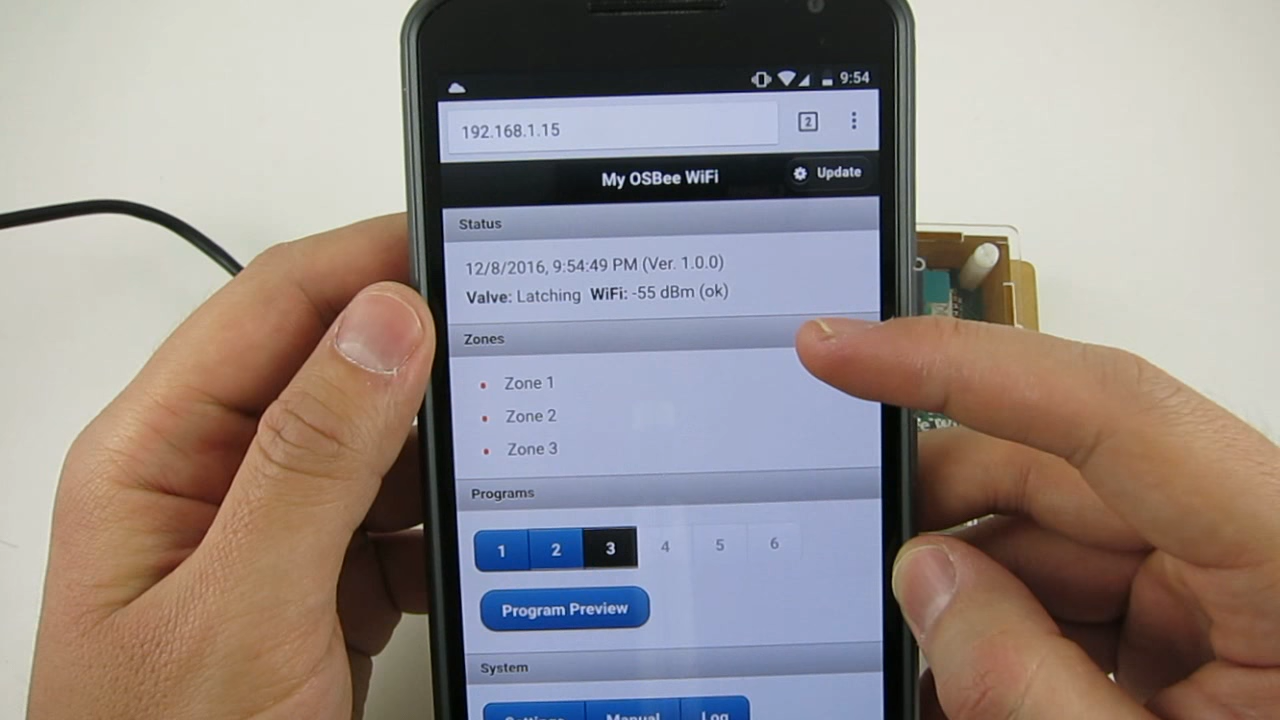 9:54
192.168.1.15
2
My OSBee WiFi
Update
Status
12/8/2016, 9:54:49 PM (Ver. 1.0.0)
Valve: Latching WiFi: -55 dBm (ok)
Zones
Zone 1
Zone 2
Zone 3
Programs
1 2 3 4 5 6
Program Preview
System
Settings Manual Log